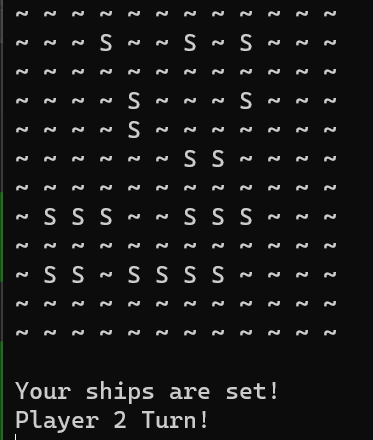 ~ ~ ~ ~ ~ ~ ~ ~ ~ ~ ~ ~
~ ~ ~ S ~ ~ S ~ S ~ ~ ~
~ ~ ~ ~ ~ ~ ~ ~ ~ ~ ~ ~
~ ~ ~ ~ S ~ ~ ~ S ~ ~ ~
~ ~ ~ ~ S ~ ~ ~ ~ ~ ~ ~
~ ~ ~ ~ ~ ~ S S ~ ~ ~ ~
~ ~ ~ ~ ~ ~ ~ ~ ~ ~ ~ ~
~ S S S ~ ~ S S S ~ ~ ~
~ ~ ~ ~ ~ ~ ~ ~ ~ ~ ~ ~
~ S S ~ S S S S ~ ~ ~ ~
~ ~ ~ ~ ~ ~ ~ ~ ~ ~ ~ ~
~ ~ ~ ~ ~ ~ ~ ~ ~ ~ ~ ~
Your ships are set!
Player 2 Turn!